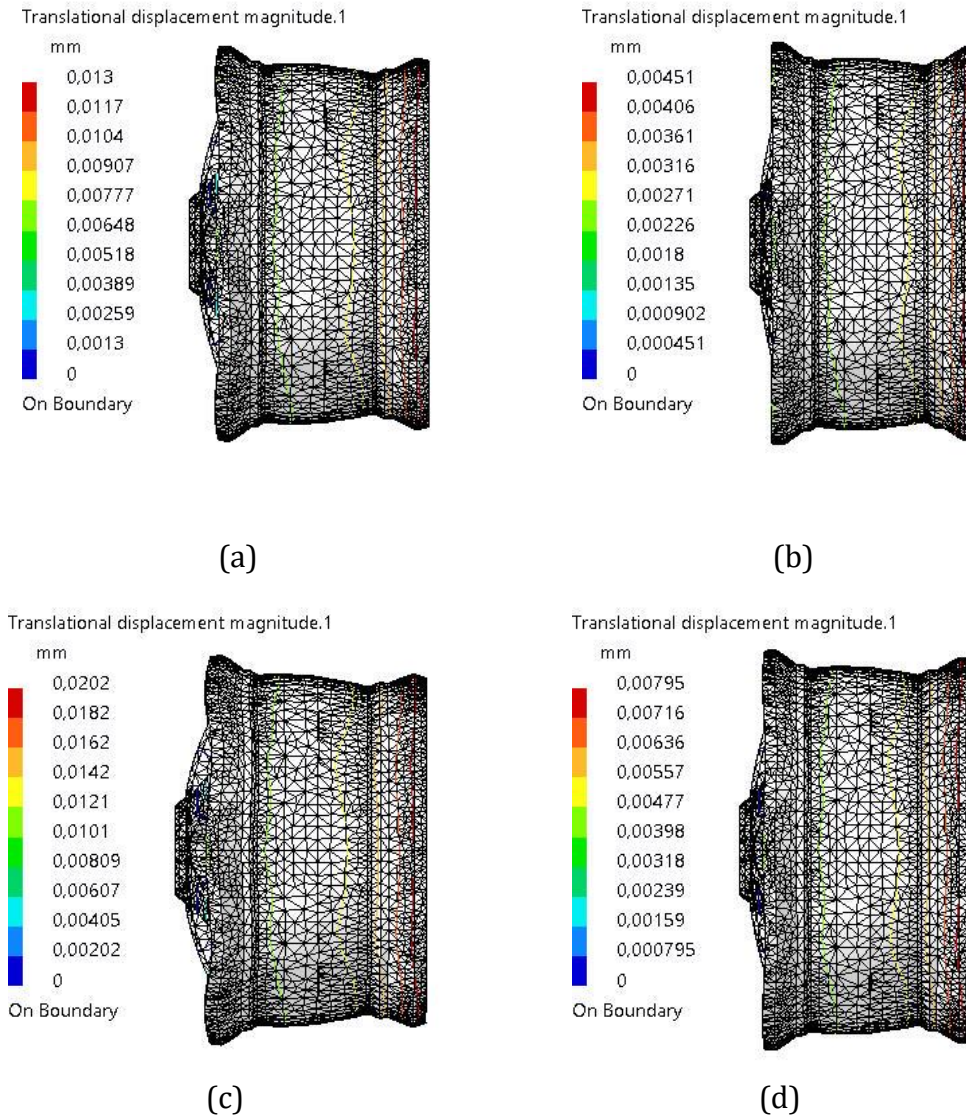 Translational displacement magnitude.1
mm
0,013
0,0117
0,0104
0,00907
0,00777
0,00648
0,00518
0,00389
0,00259
0,0013
0
On Boundary
(a)
Translational displacement magnitude.1
mm
0,00451
0,00406
0,00361
0,00316
0,00271
0,00226
0,0018
0,00135
0,000902
0,000451
0
On Boundary
(b)
Translational displacement magnitude.1
mm
0,0202
0,0182
0,0162
0,0142
0,0121
0,0101
0,00809
0,00607
0,00405
0,00202
0
On Boundary
(c)
Translational displacement magnitude.1
mm
0,00795
0,00716
0,00636
0,00557
0,00477
0,00398
0,00318
0,00239
0,00159
0,000795
0
On Boundary
(d)